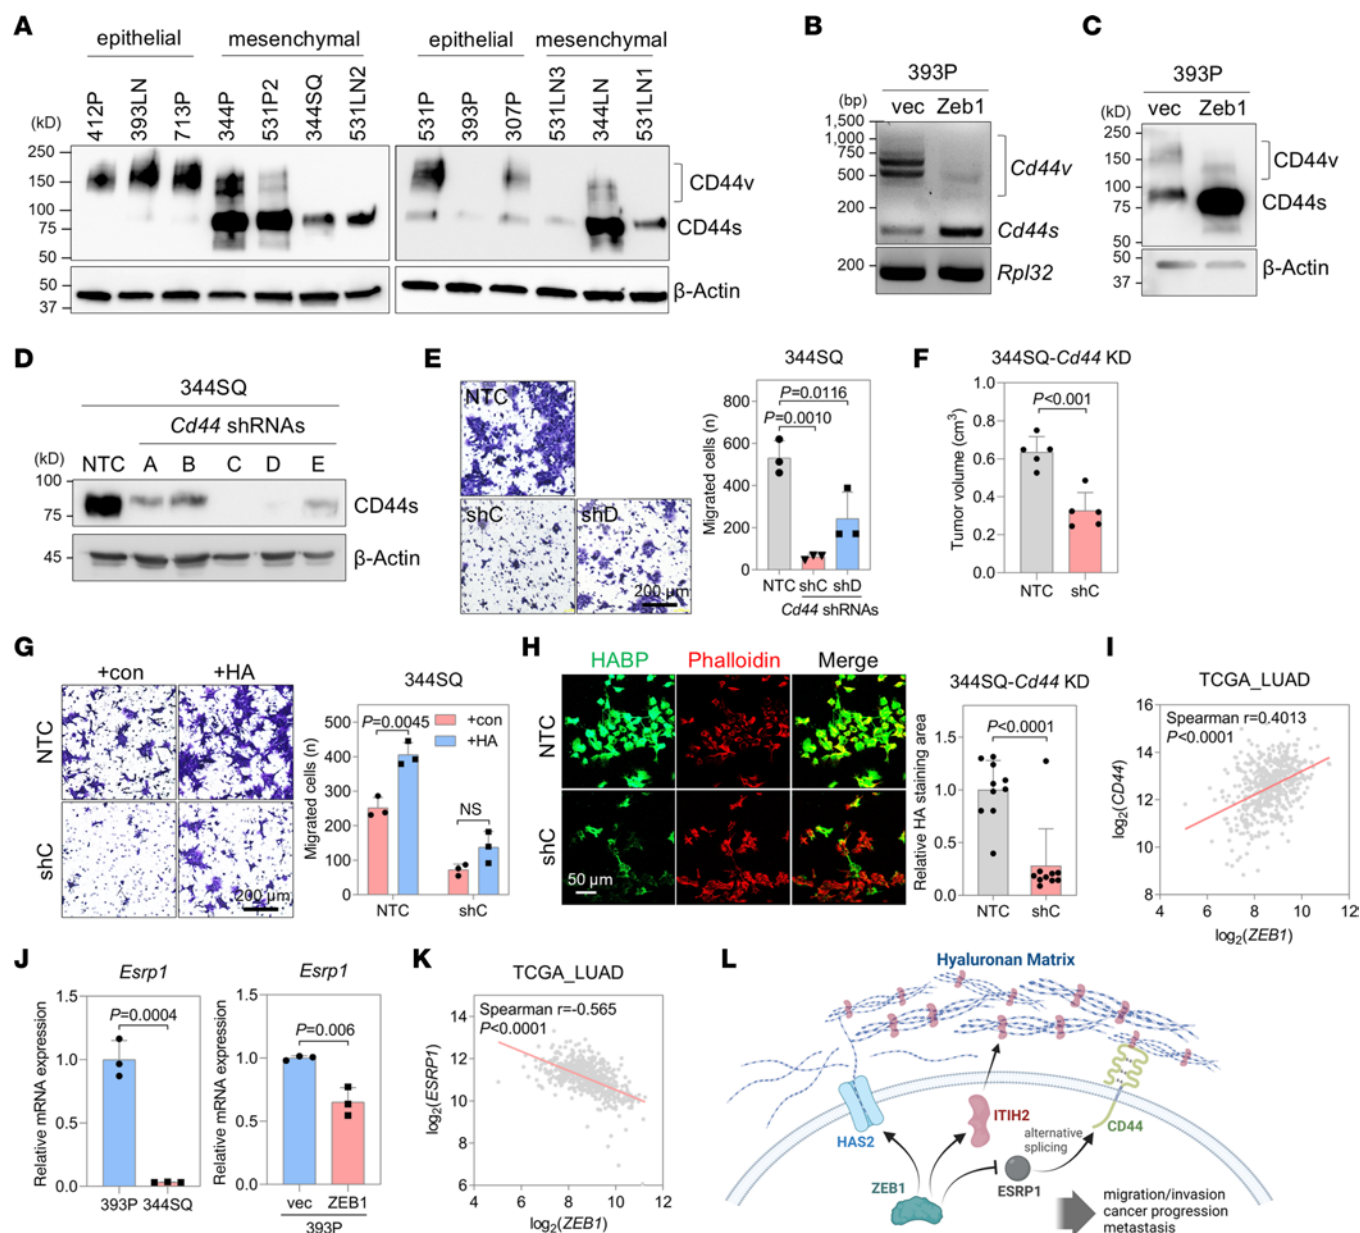 A
epithelial
mesenchymal
epithelial
mesenchymal
412P
393LN
713P
344P
531P2
344SQ
531LN2
531P
393P
307P
531LN3
344LN
531LN1
(kD)
250
150
100
75
50
50
37
CD44v
CD44s
β-Actin
B
393P
(bp)
vec
Zeb1
1,500
1,000
750
500
200
200
Cd44v
Cd44s
Rpl32
C
393P
(kD)
vec
Zeb1
250
150
100
75
50
50
37
CD44v
CD44s
β-Actin
D
344SQ
Cd44 shRNAs
(kD)
NTC A B C D E
100
75
45
CD44s
β-Actin
E
NTC
shC
shD
200 µm
344SQ
Migrated cells (n)
800
600
400
200
0
P=0.0116
P=0.0010
NTC shC shD
Cd44 shRNAs
F
344SQ-Cd44 KD
Tumor volume (cm3)
1.0
0.8
0.6
0.4
0.2
0.0
P<0.001
NTC shC
G
+con
+HA
NTC
shC
200 µm
344SQ
Migrated cells (n)
500
400
300
200
100
0
P=0.0045
+con
+HA
NS
NTC
shC
H
HABP
Phalloidin
Merge
NTC
shC
50 µm
344SQ-Cd44 KD
Relative HA staining area
1.5
1.0
0.5
0.0
P<0.0001
NTC shC
I
TCGA_LUAD
Spearman r=0.4013
P<0.0001
log2(CD44)
16
14
12
10
8
4 6 8 10 12
log2(ZEB1)
J
Esrp1
Relative mRNA expression
1.5
1.0
0.5
0.0
P=0.0004
393P 344SQ
Esrp1
Relative mRNA expression
1.5
1.0
0.5
0.0
P=0.006
vec ZEB1
393P
K
TCGA_LUAD
Spearman r=-0.565
P<0.0001
log2(ESRP1)
14
12
10
8
6
4 6 8 10 12
log2(ZEB1)
L
Hyaluronan Matrix
HAS2
ITIH2
alternative
splicing
CD44
ZEB1
ESRP1
migration/invasion
cancer progression
metastasis